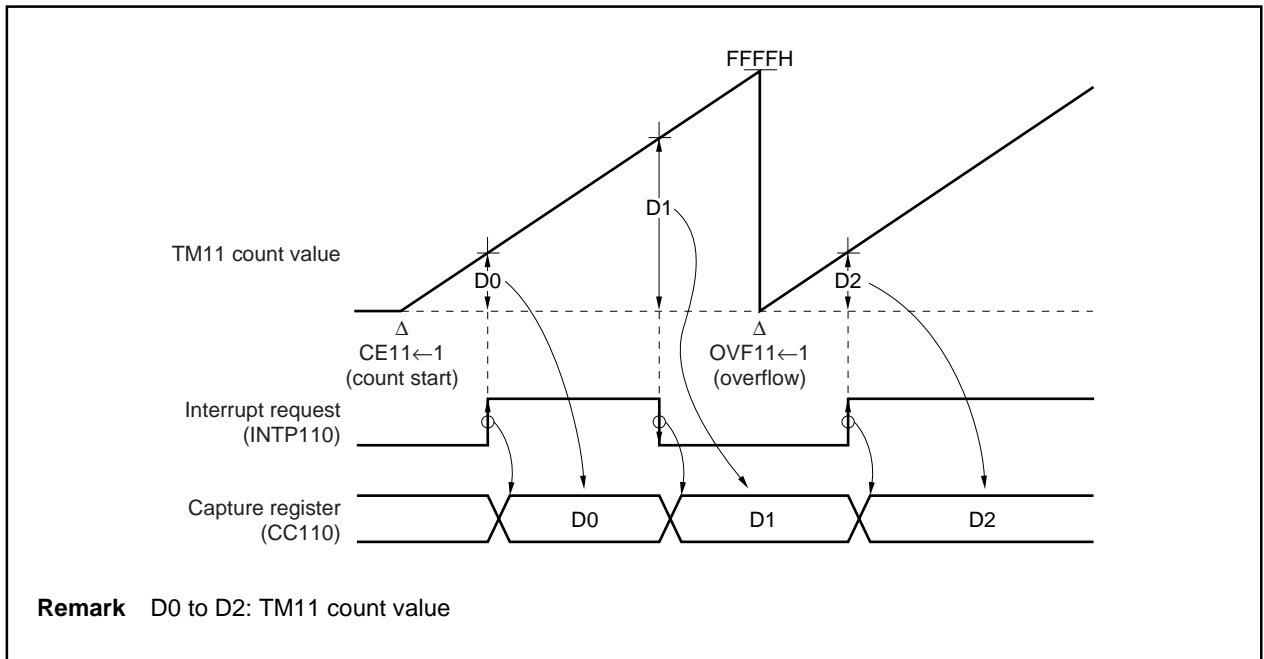 FFFFH
D1
TM11 count value
D0
D2
Δ
CE11←1
(count start)
Δ
OVF11←1
(overflow)
Interrupt request
(INTP110)
Capture register
(CC110)
D0
D1
D2
Remark D0 to D2: TM11 count value